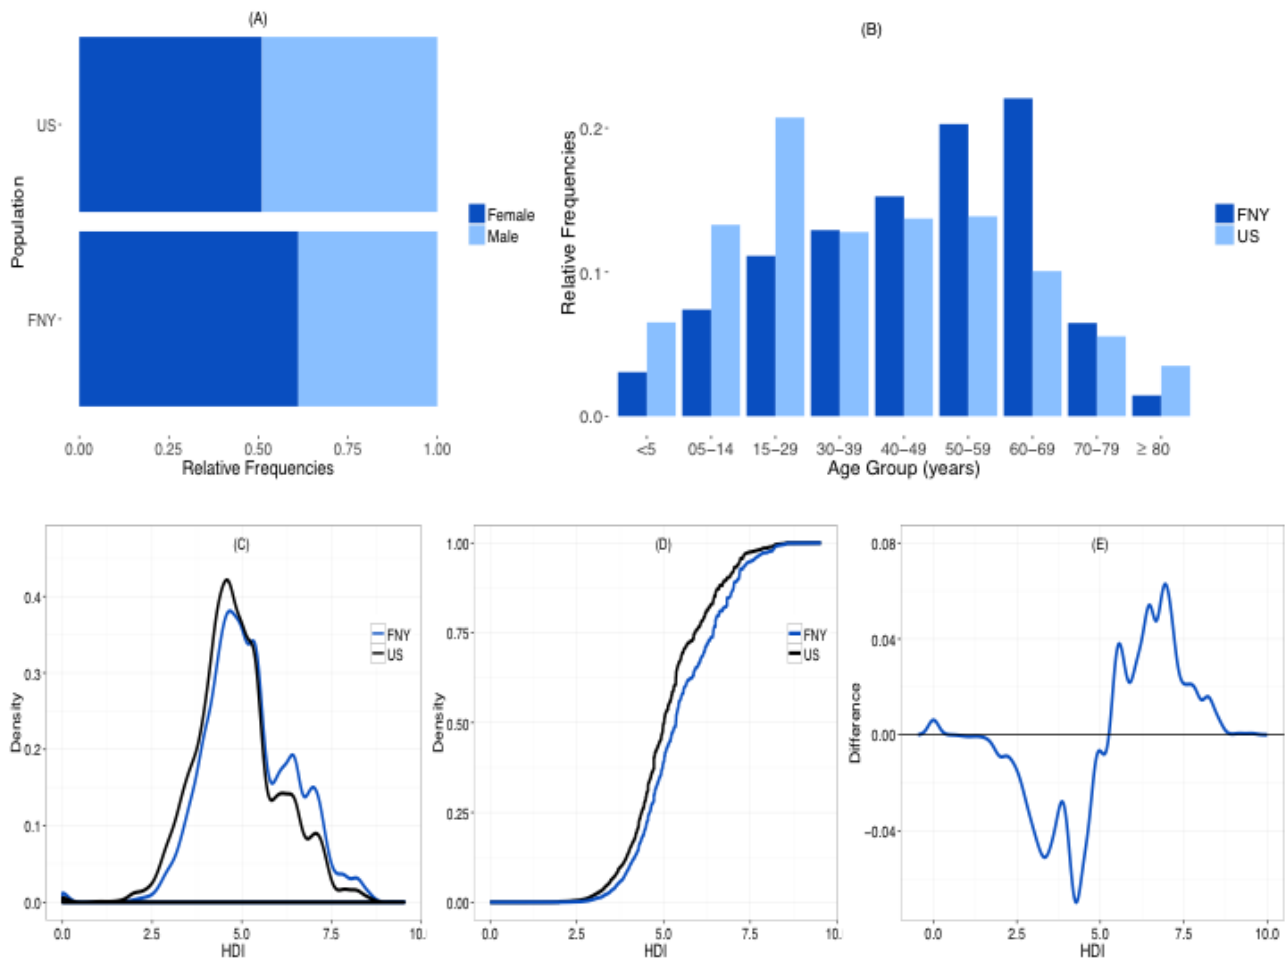 (A)
US
FNY
Population
0.00 0.25 0.50 0.75 1.00
Relative Frequencies
Female
Male
(B)
Relative Frequencies
0.2
0.1
0.0
<5 05–14 15–29 30–39 40–49 50–59 60–69 70–79 ≥ 80
Age Group (years)
FNY
US
(C)
Density
0.4
0.3
0.2
0.1
0.0
0.0 2.5 5.0 7.5 10.
HDI
FNY
US
(D)
Density
1.00
0.75
0.50
0.25
0.00
0.0 2.5 5.0 7.5 10.
HDI
FNY
US
(E)
Difference
0.08
0.04
0.00
−0.04
0.0 2.5 5.0 7.5 10.0
HDI